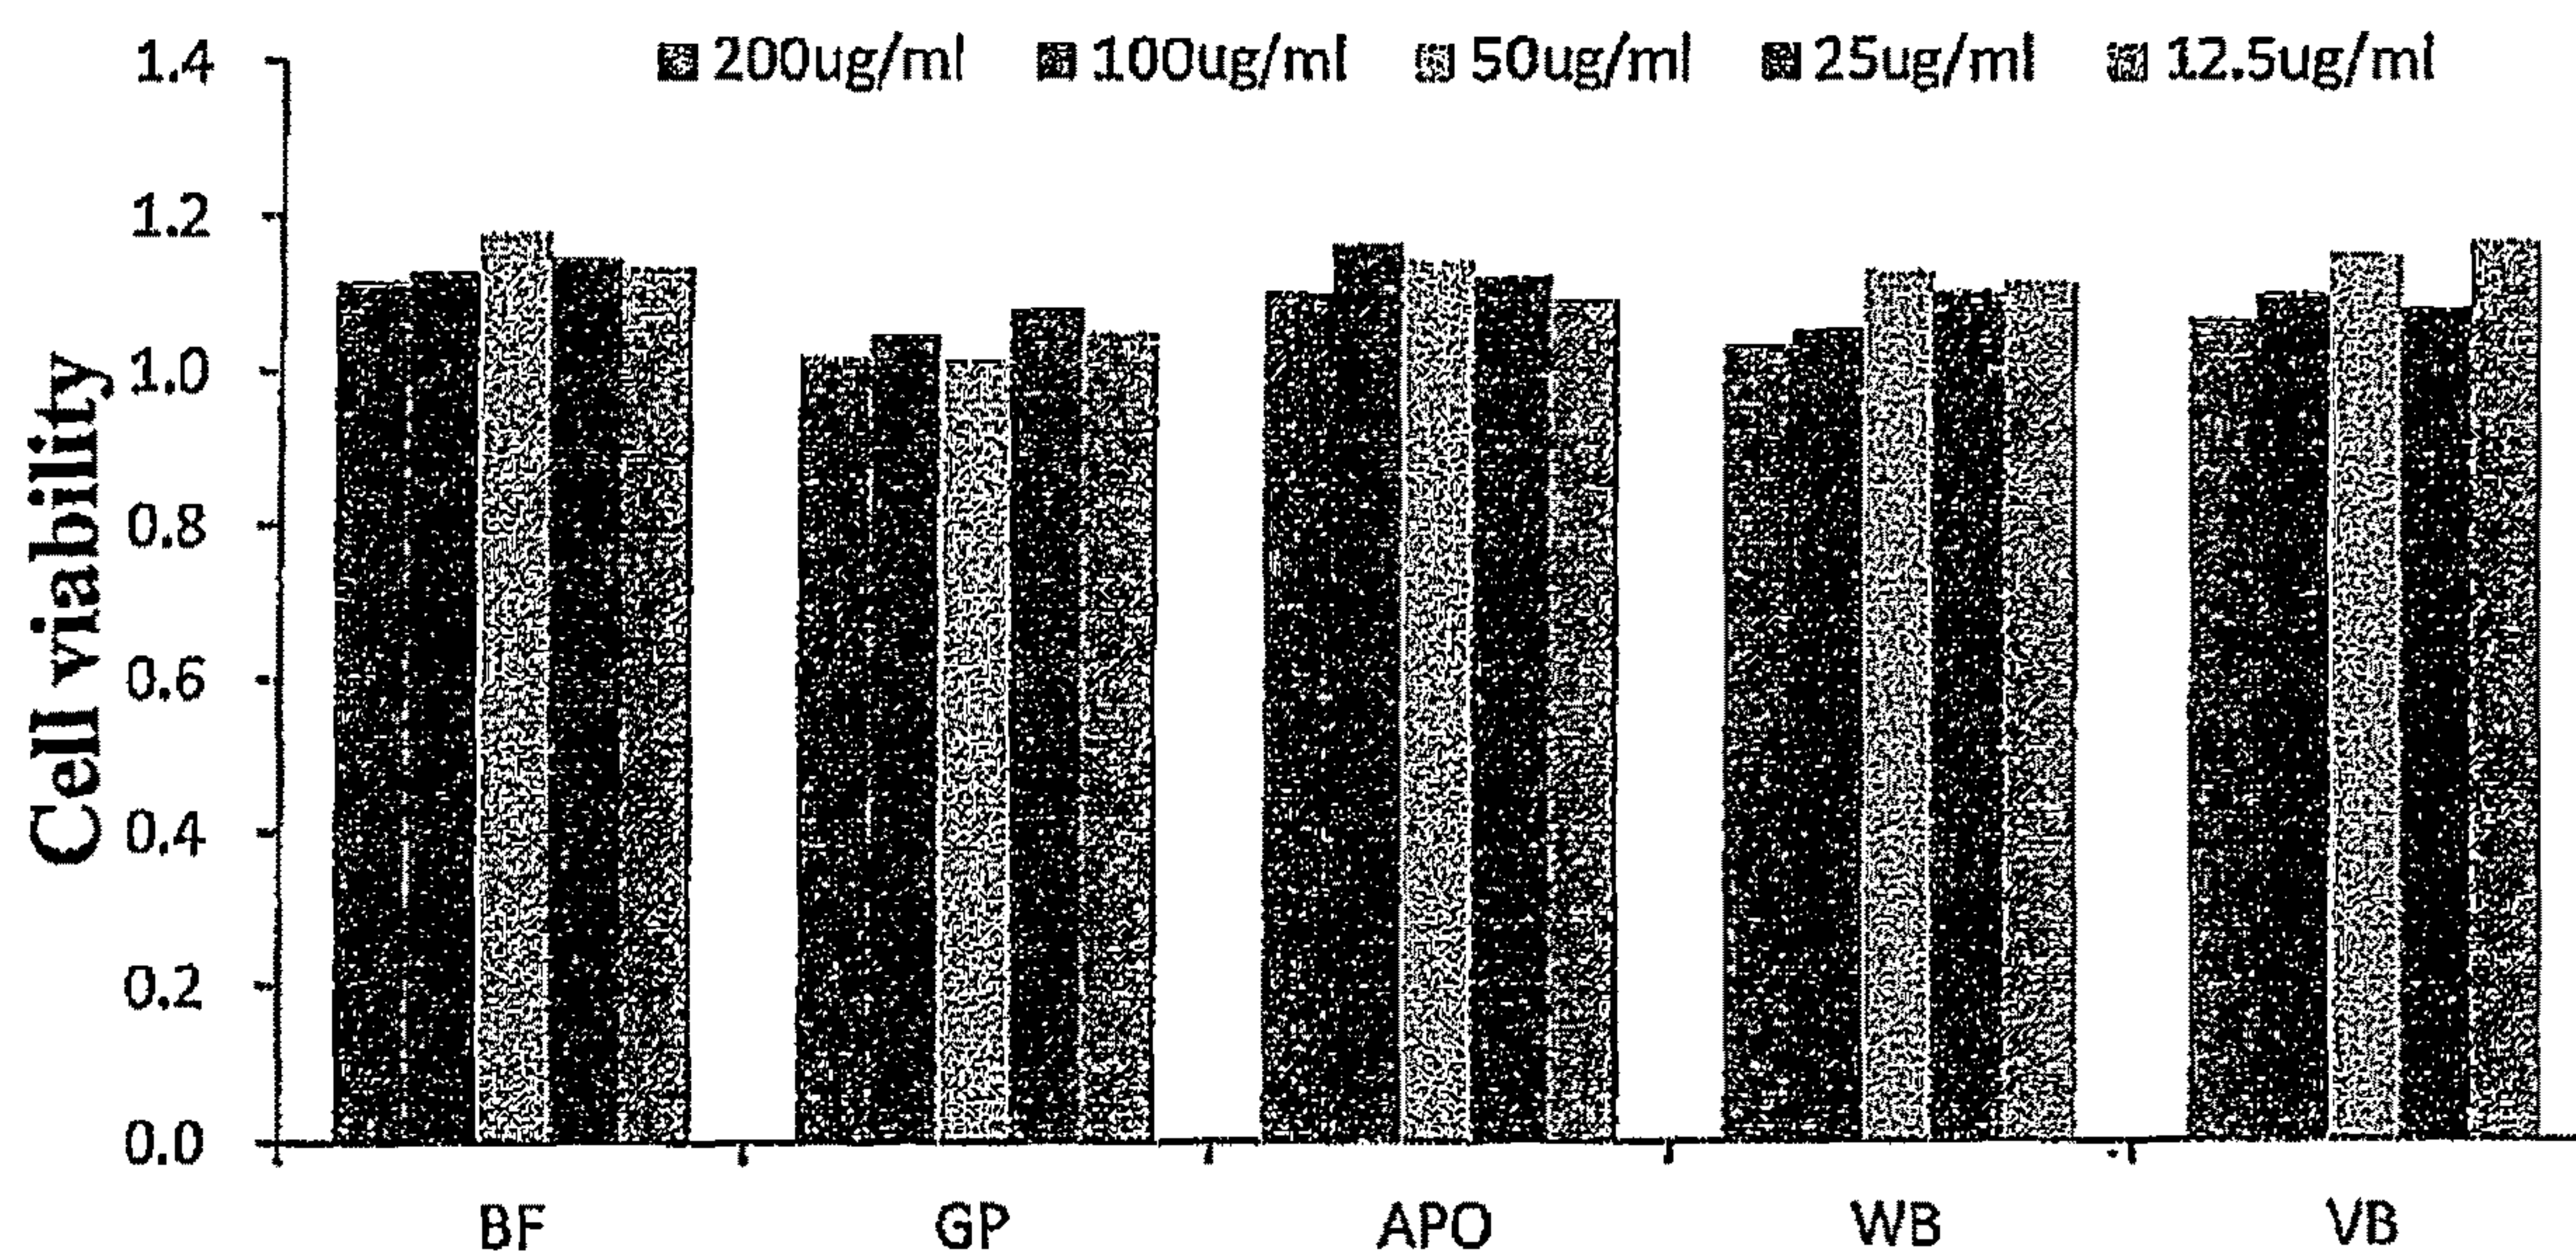 200ug/ml 100ug/ml 50ug/ml 25ug/ml 12.5ug/ml
1.4
1.2
1.0
0.8
0.6
0.4
0.2
0.0
Cell viability
BF GP APO WB VB